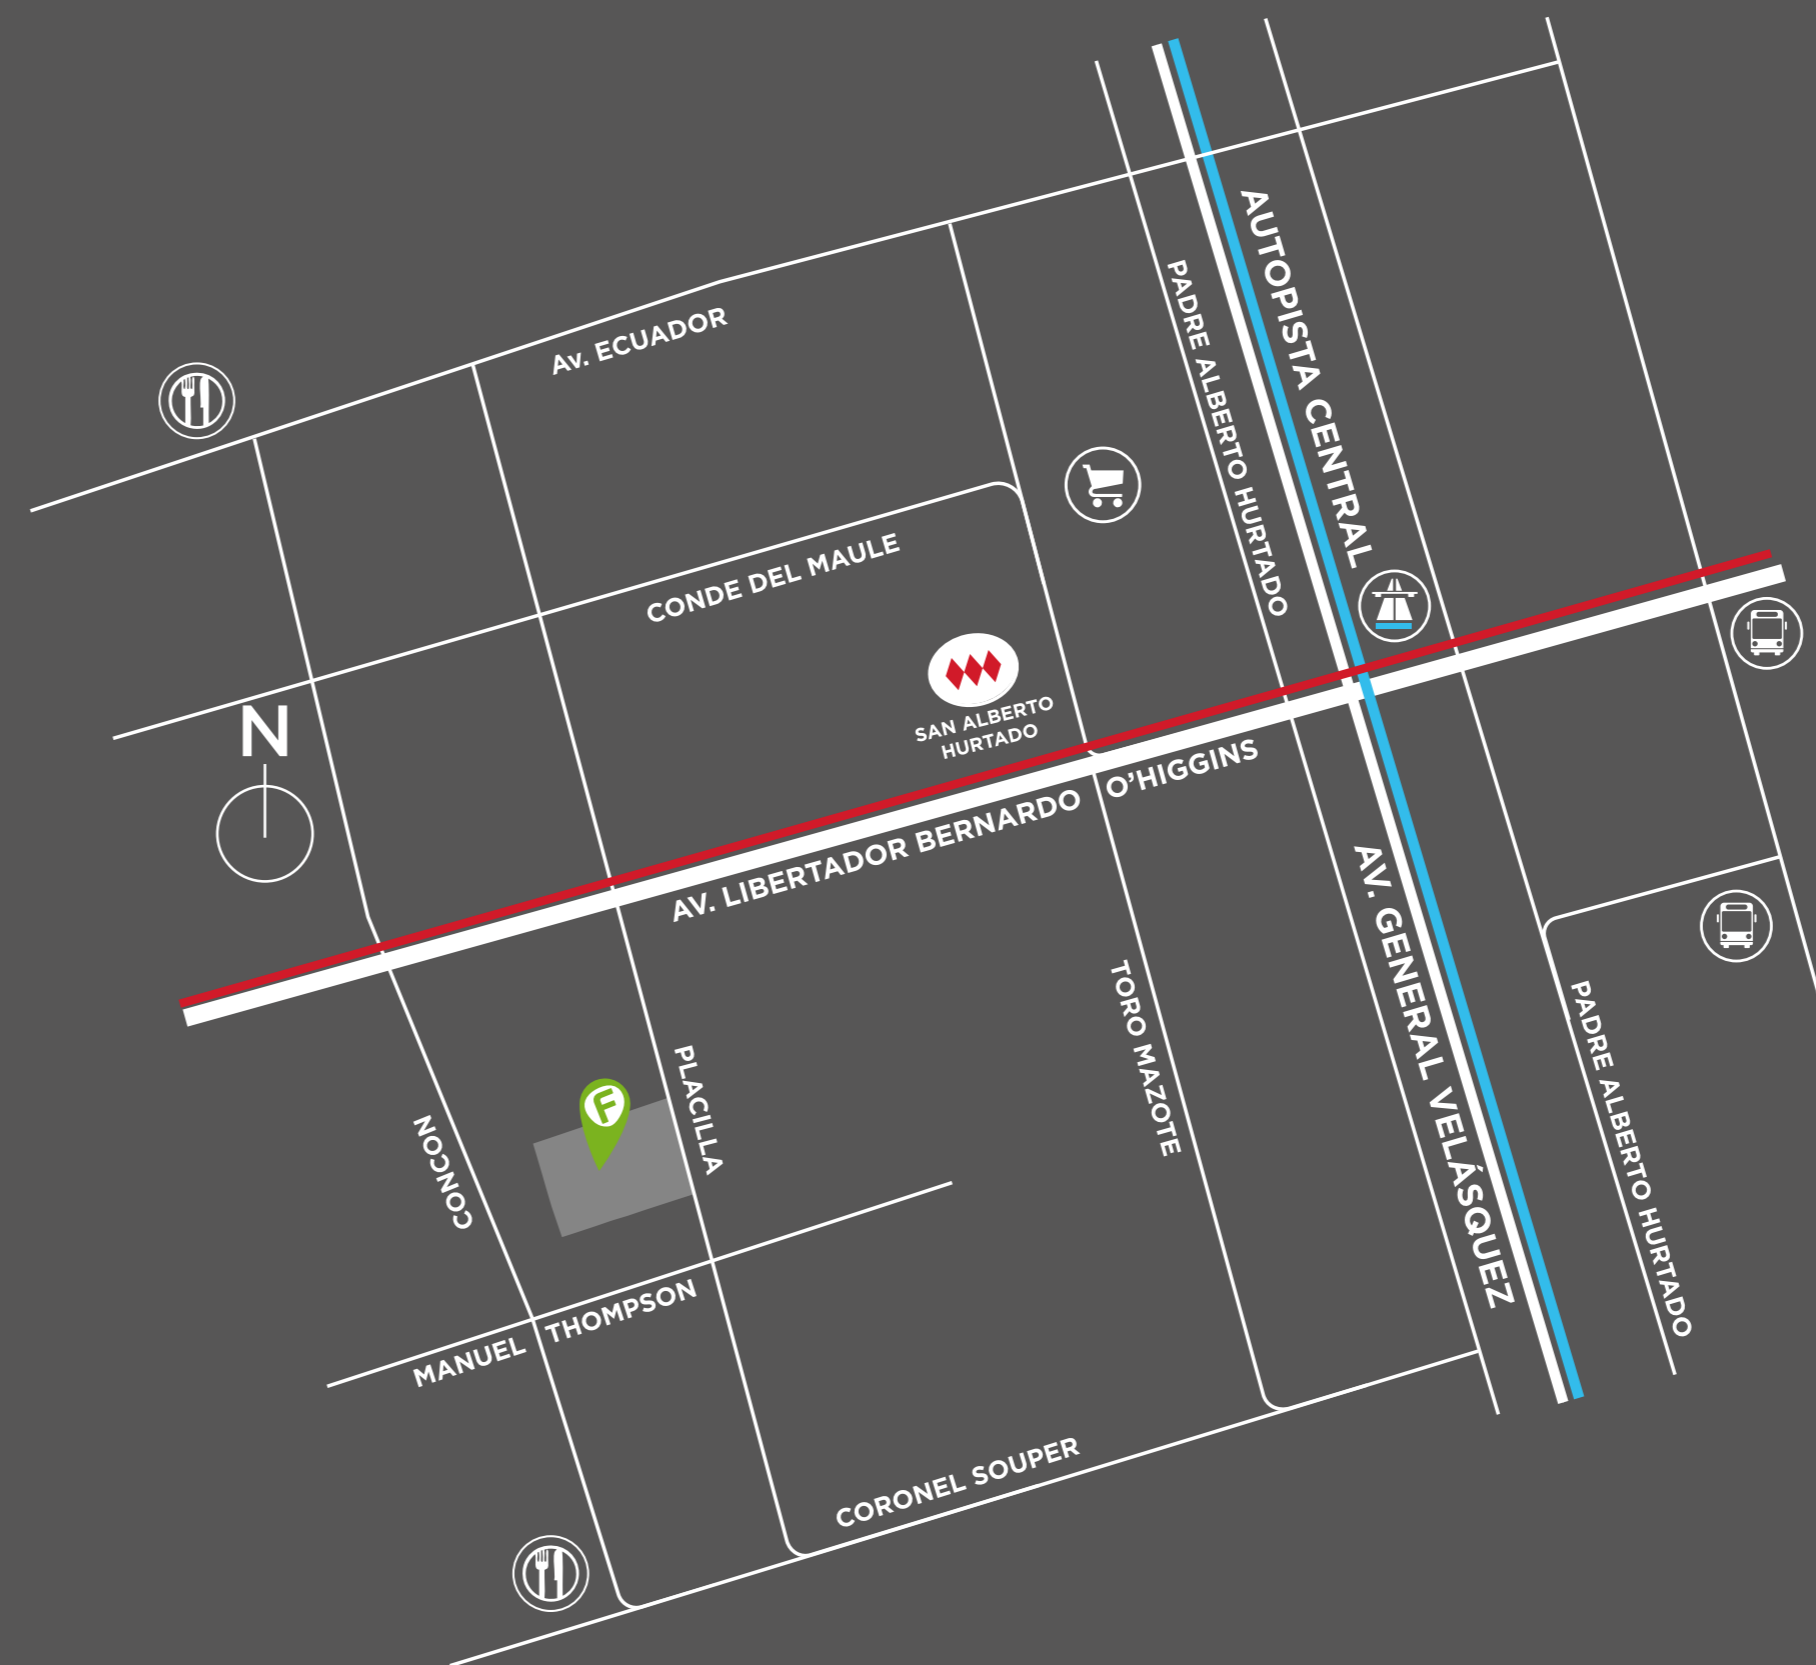 AV. ECUADOR
AUTOPISTA CENTRAL
PADRE ALBERTO HURTADO
CONDE DEL MAULE
N
SAN ALBERTO
HURTADO
AV. LIBERTADOR BERNARDO O’HIGGINS
AV. GENERAL VELÁSQUEZ
TORO MAZOTE
PADRE ALBERTO HURTADO
PLACILLA
F
CONCON
MANUEL THOMPSON
CORONEL SOUPER